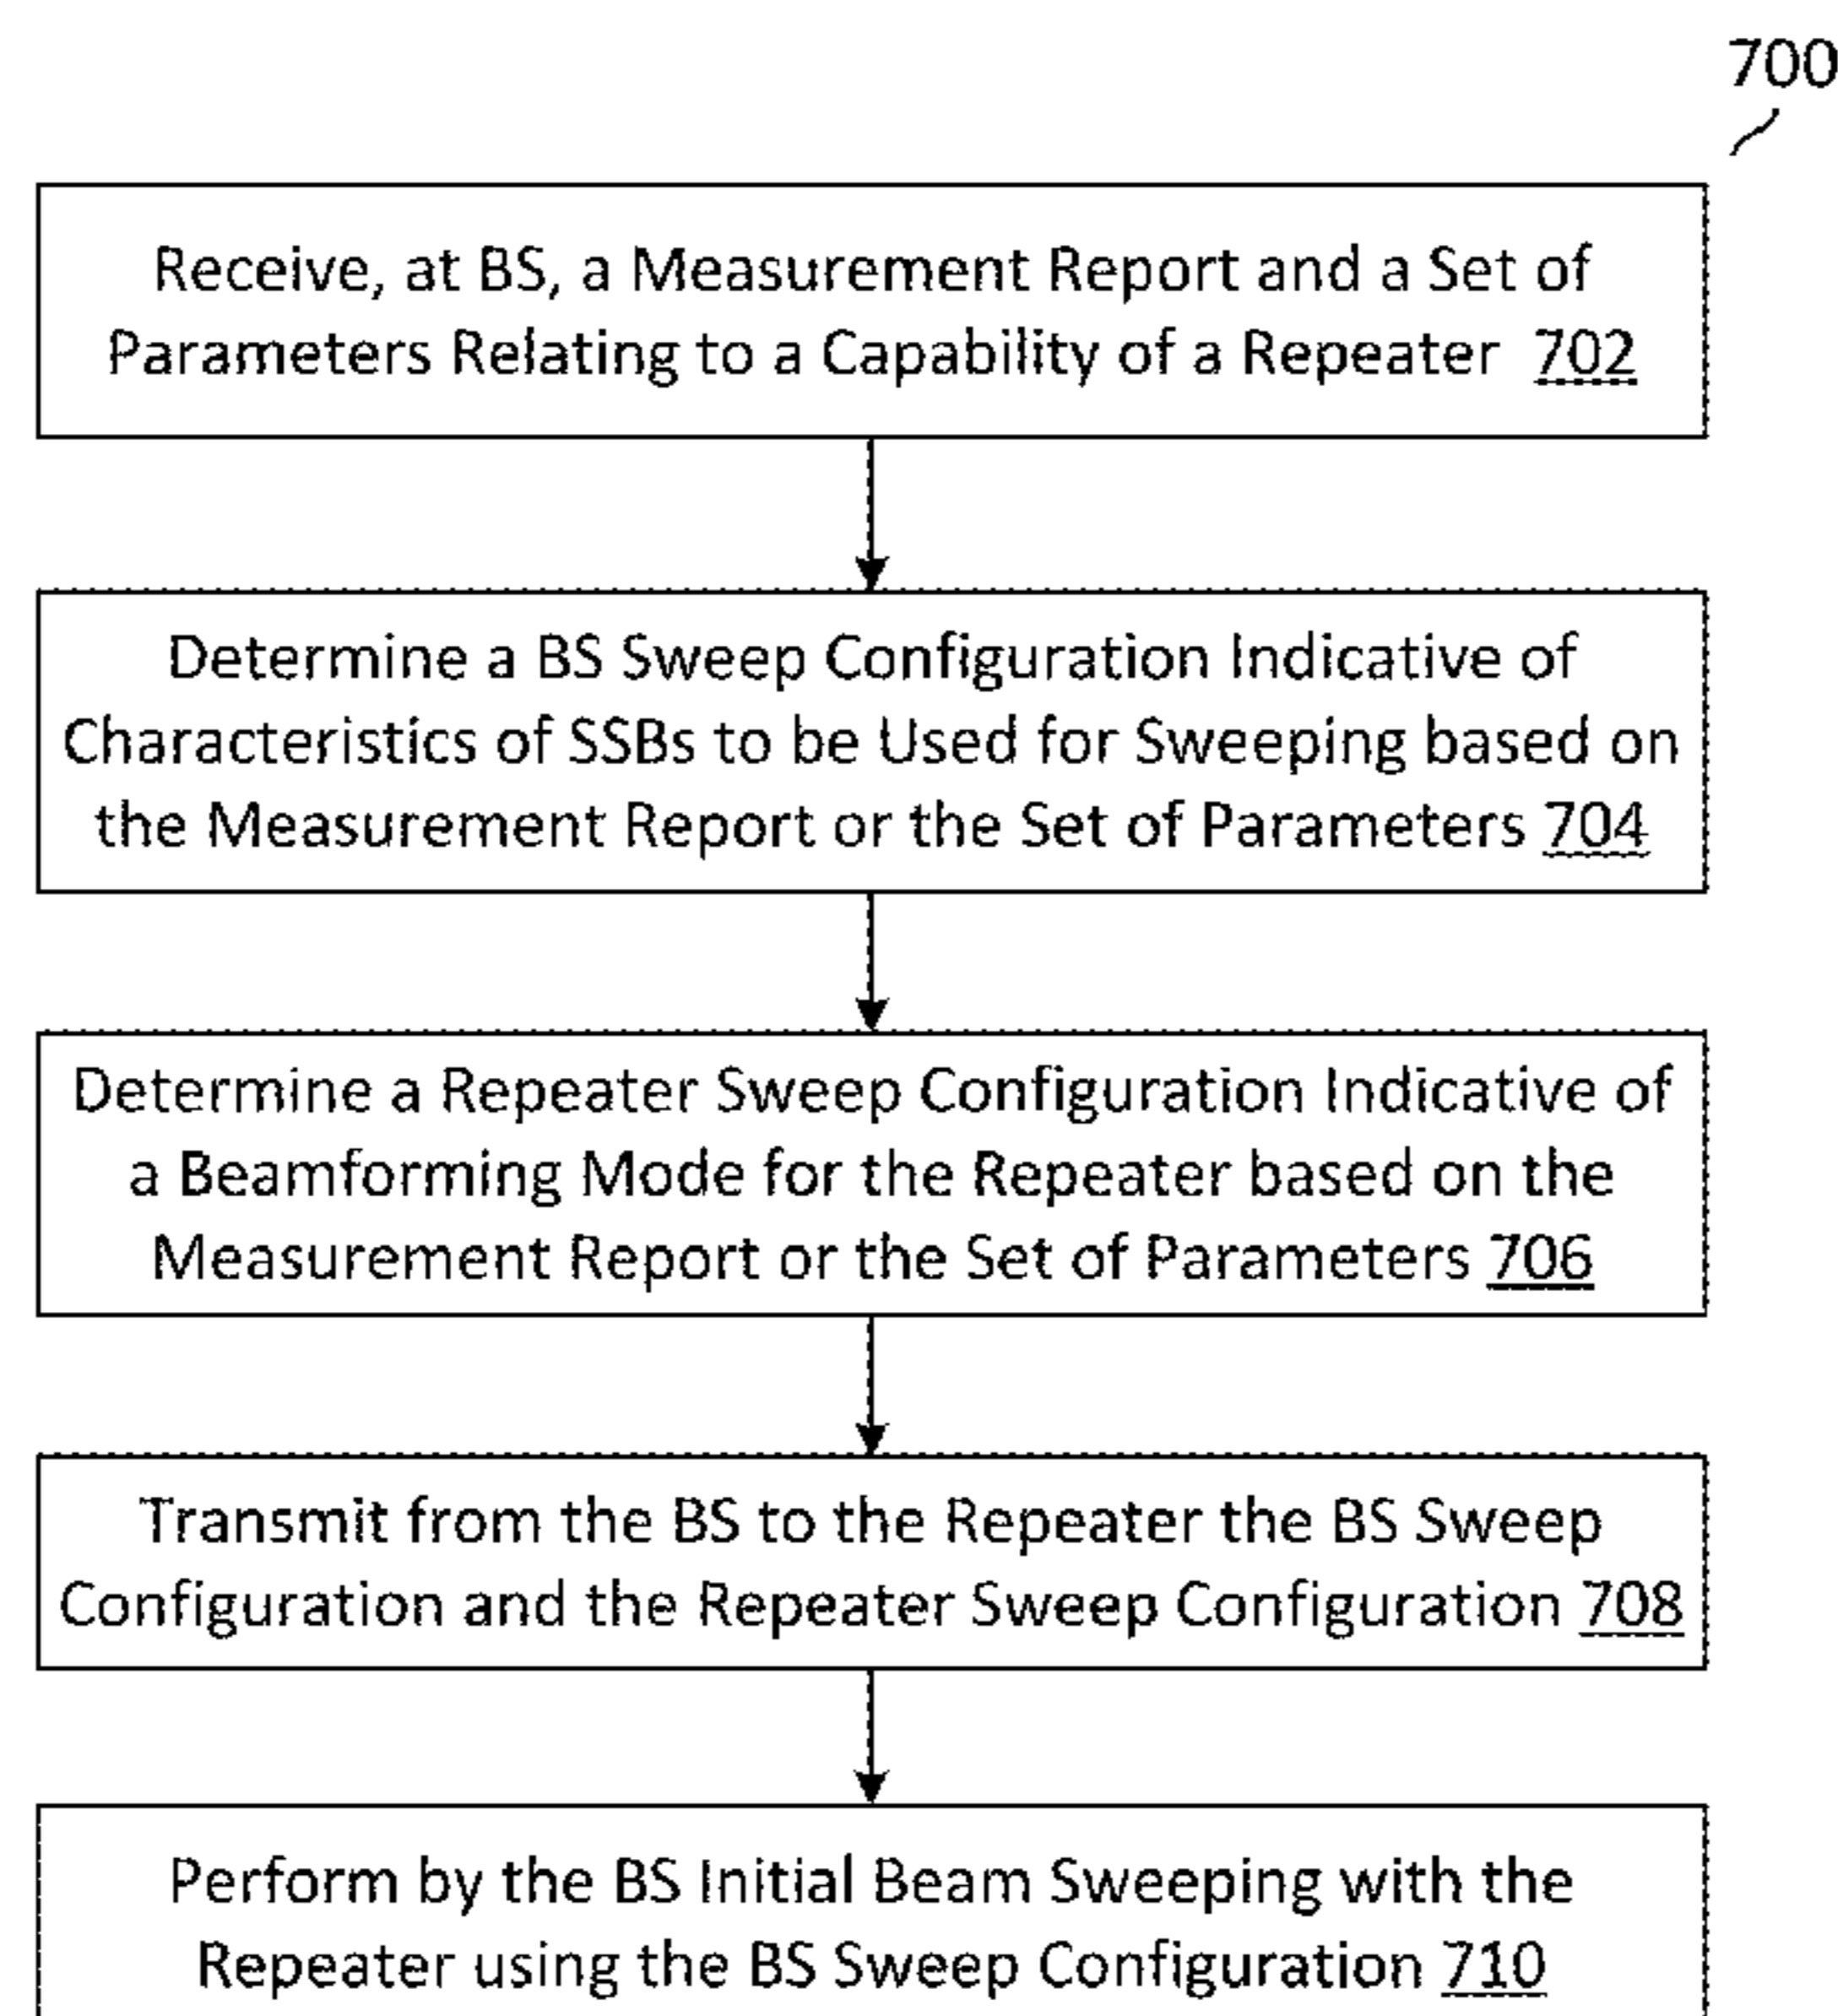 700
Receive, at BS, a Measurement Report and a Set of
Parameters Relating to a Capability of a Repeater 702
Determine a BS Sweep Configuration Indicative of
Characteristics of SSBs to be Used for Sweeping based on
the Measurement Report or the Set of Parameters 704
Determine a Repeater Sweep Configuration Indicative of
a Beamforming Mode for the Repeater based on the
Measurement Report or the Set of Parameters 706
Transmit from the BS to the Repeater the BS Sweep
Configuration and the Repeater Sweep Configuration 708
Perform by the BS Initial Beam Sweeping with the
Repeater using the BS Sweep Configuration 710